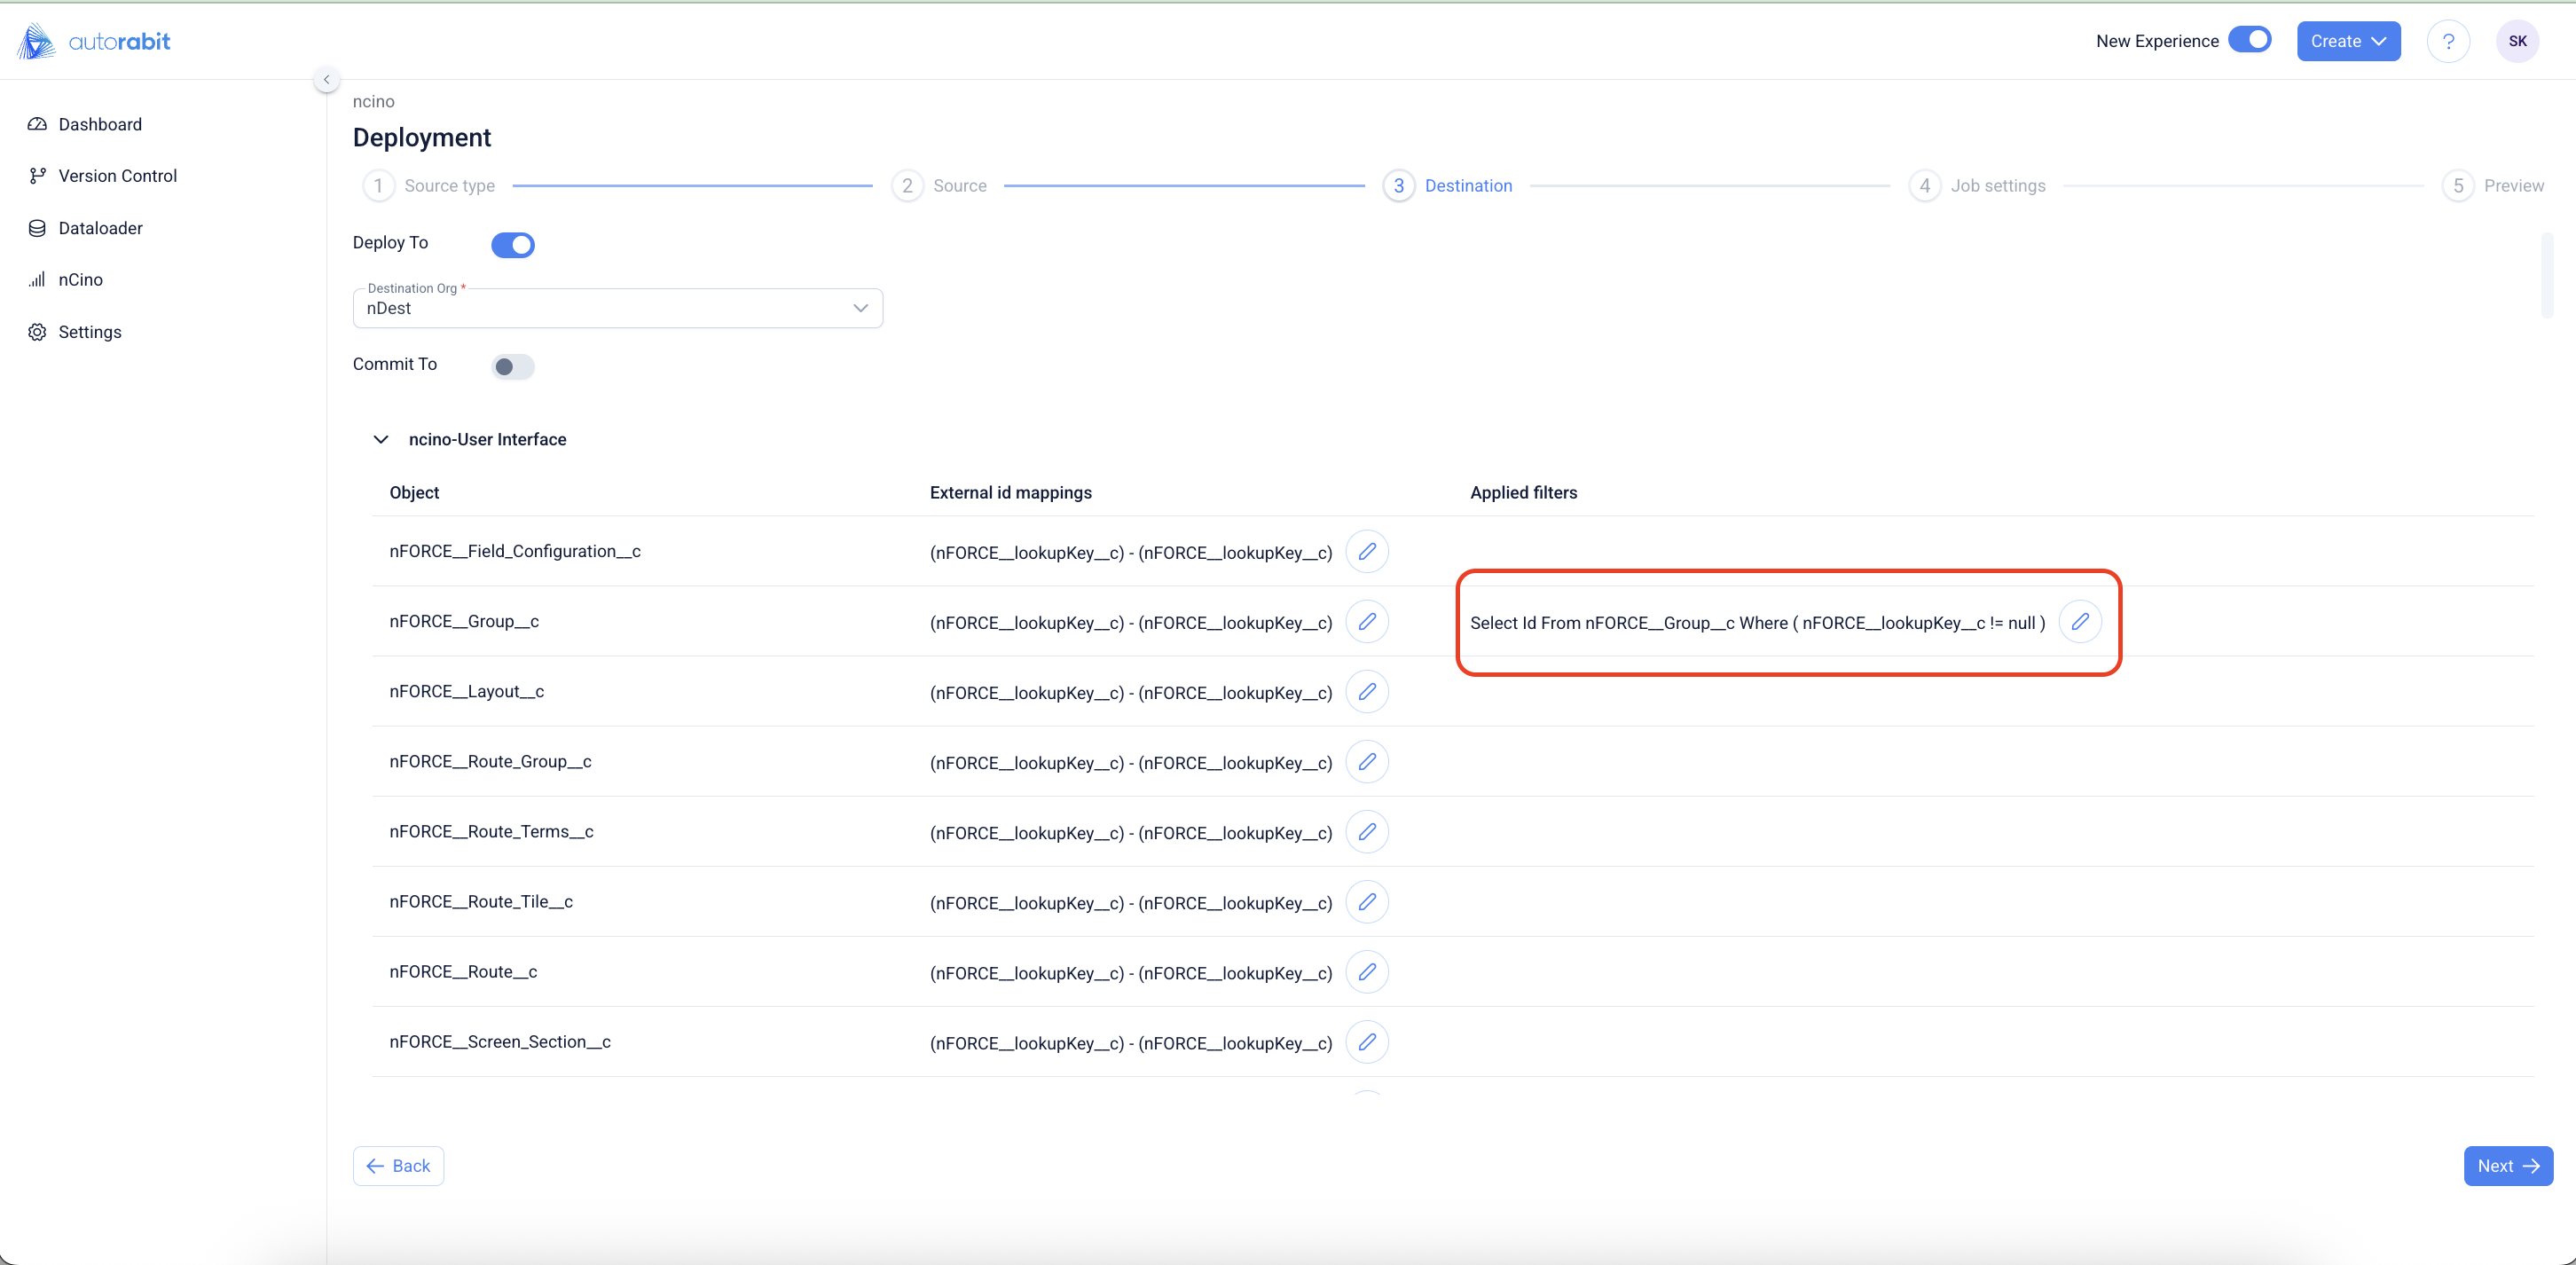 autorabit
New Experience
Create
?
SK
Dashboard
Version Control
Dataloader
nCino
Settings
ncino
Deployment
1 Source type
2 Source
3 Destination
4 Job settings
5 Preview
Deploy To
Destination Org *
nDest
Commit To
ncino-User Interface
Object External id mappings Applied filters
nFORCE__Field_Configuration__c (nFORCE__lookupKey__c) - (nFORCE__lookupKey__c)
nFORCE__Group__c (nFORCE__lookupKey__c) - (nFORCE__lookupKey__c) Select Id From nFORCE__Group__c Where ( nFORCE__lookupKey__c != null )
nFORCE__Layout__c (nFORCE__lookupKey__c) - (nFORCE__lookupKey__c)
nFORCE__Route_Group__c (nFORCE__lookupKey__c) - (nFORCE__lookupKey__c)
nFORCE__Route_Terms__c (nFORCE__lookupKey__c) - (nFORCE__lookupKey__c)
nFORCE__Route_Tile__c (nFORCE__lookupKey__c) - (nFORCE__lookupKey__c)
nFORCE__Route__c (nFORCE__lookupKey__c) - (nFORCE__lookupKey__c)
nFORCE__Screen_Section__c (nFORCE__lookupKey__c) - (nFORCE__lookupKey__c)
Back
Next